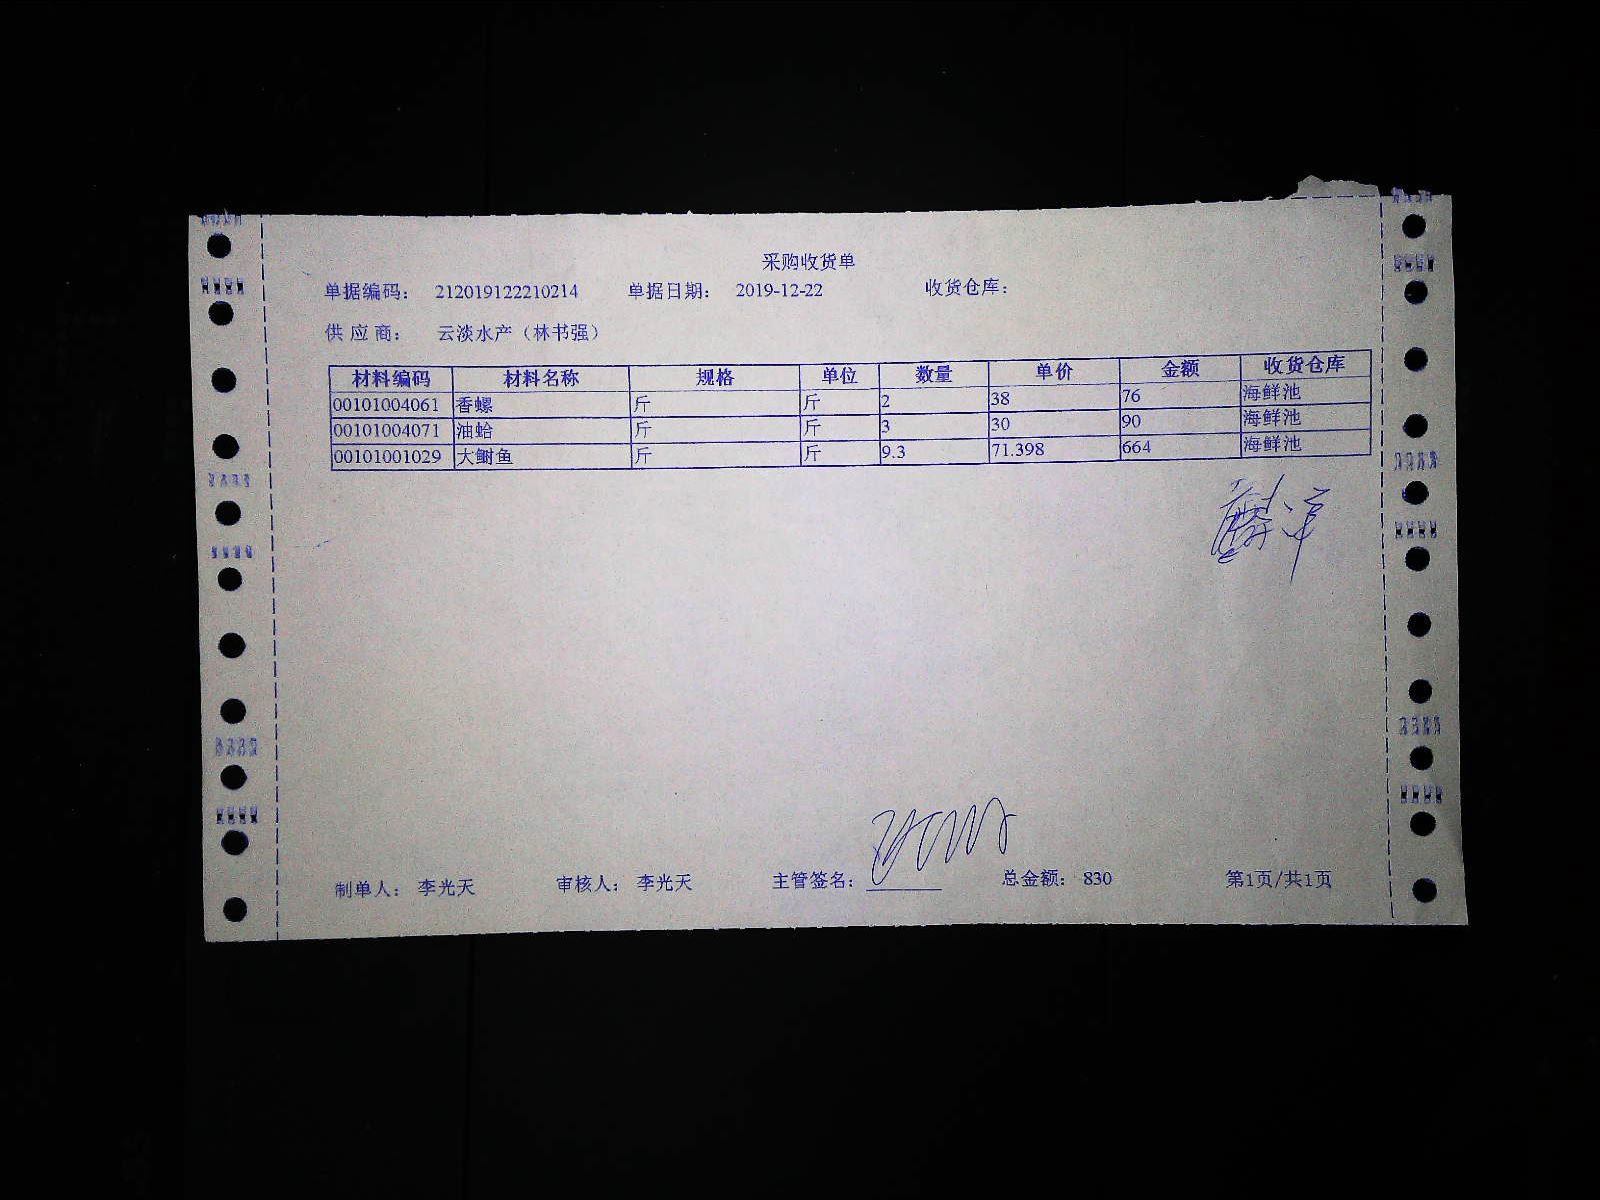 采购收货单
单据编码: 212019122210214 单据日期: 2019-12-22 收货仓库:
供 应 商: 云淡水产（林书强）
材料编码 材料名称 规格 单位 数量 单价 金额 收货仓库
00101004061 香螺 斤 斤 2 38 76 海鲜池
00101004071 油蛤 斤 斤 3 30 90 海鲜池
00101001029 大鲥鱼 斤 斤 9.3 71.398 664 海鲜池
制单人: 李光天 审核人: 李光天 主管签名: 总金额: 830 第1页/共1页